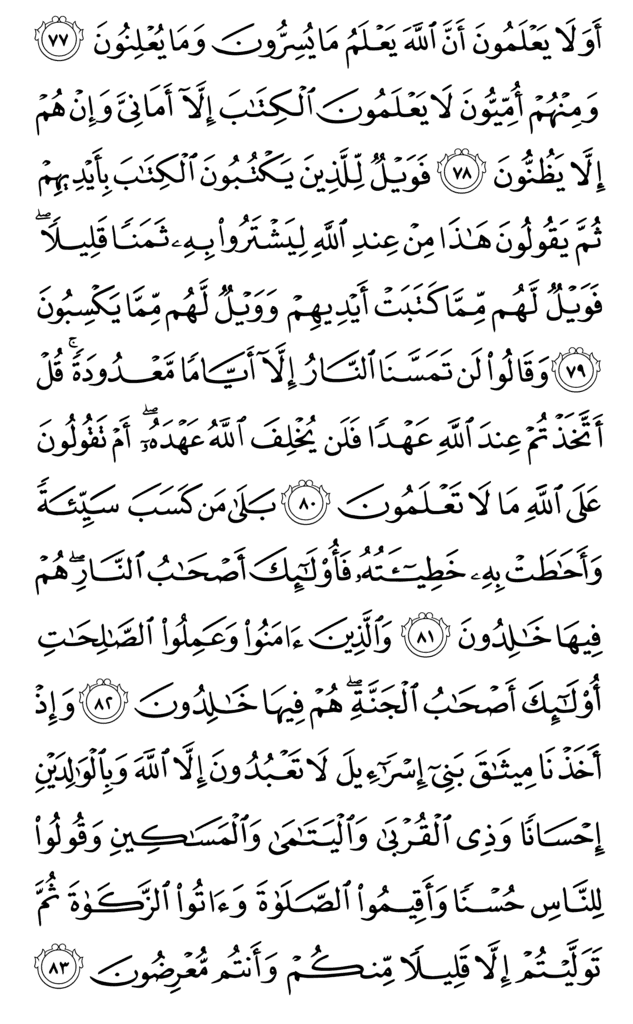 أَوَلَا يَعۡلَمُونَ أَنَّ ٱللَّهَ يَعۡلَمُ مَا يُسِرُّونَ وَمَا يُعۡلِنُونَ ٧٧
وَمِنۡهُمۡ أُمِّيُّونَ لَا يَعۡلَمُونَ ٱلۡكِتَٰبَ إِلَّآ أَمَانِيَّ وَإِنۡ هُمۡ
إِلَّا يَظُنُّونَ ٧٨ فَوَيۡلٞ لِّلَّذِينَ يَكۡتُبُونَ ٱلۡكِتَٰبَ بِأَيۡدِيهِمۡ
ثُمَّ يَقُولُونَ هَٰذَا مِنۡ عِندِ ٱللَّهِ لِيَشۡتَرُواْ بِهِۦ ثَمَنٗا قَلِيلٗاۖ
فَوَيۡلٞ لَّهُم مِّمَّا كَتَبَتۡ أَيۡدِيهِمۡ وَوَيۡلٞ لَّهُم مِّمَّا يَكۡسِبُونَ
٧٩ وَقَالُواْ لَن تَمَسَّنَا ٱلنَّارُ إِلَّآ أَيَّامٗا مَّعۡدُودَةٗۚ قُلۡ
أَتَّخَذۡتُمۡ عِندَ ٱللَّهِ عَهۡدٗا فَلَن يُخۡلِفَ ٱللَّهُ عَهۡدَهُۥٓۖ أَمۡ تَقُولُونَ
عَلَى ٱللَّهِ مَا لَا تَعۡلَمُونَ ٨٠ بَلَىٰ مَن كَسَبَ سَيِّئَةٗ
وَأَحَٰطَتۡ بِهِۦ خَطِيٓـَٔتُهُۥ فَأُوْلَٰٓئِكَ أَصۡحَٰبُ ٱلنَّارِۖ هُمۡ
فِيهَا خَٰلِدُونَ ٨١ وَٱلَّذِينَ ءَامَنُواْ وَعَمِلُواْ ٱلصَّٰلِحَٰتِ
أُوْلَٰٓئِكَ أَصۡحَٰبُ ٱلۡجَنَّةِۖ هُمۡ فِيهَا خَٰلِدُونَ ٨٢ وَإِذۡ
أَخَذۡنَا مِيثَٰقَ بَنِيٓ إِسۡرَٰٓءِيلَ لَا تَعۡبُدُونَ إِلَّا ٱللَّهَ وَبِٱلۡوَٰلِدَيۡنِ
إِحۡسَانٗا وَذِي ٱلۡقُرۡبَىٰ وَٱلۡيَتَٰمَىٰ وَٱلۡمَسَٰكِينِ وَقُولُواْ
لِلنَّاسِ حُسۡنٗا وَأَقِيمُواْ ٱلصَّلَوٰةَ وَءَاتُواْ ٱلزَّكَوٰةَ ثُمَّ
تَوَلَّيۡتُمۡ إِلَّا قَلِيلٗا مِّنكُمۡ وَأَنتُم مُّعۡرِضُونَ ٨٣